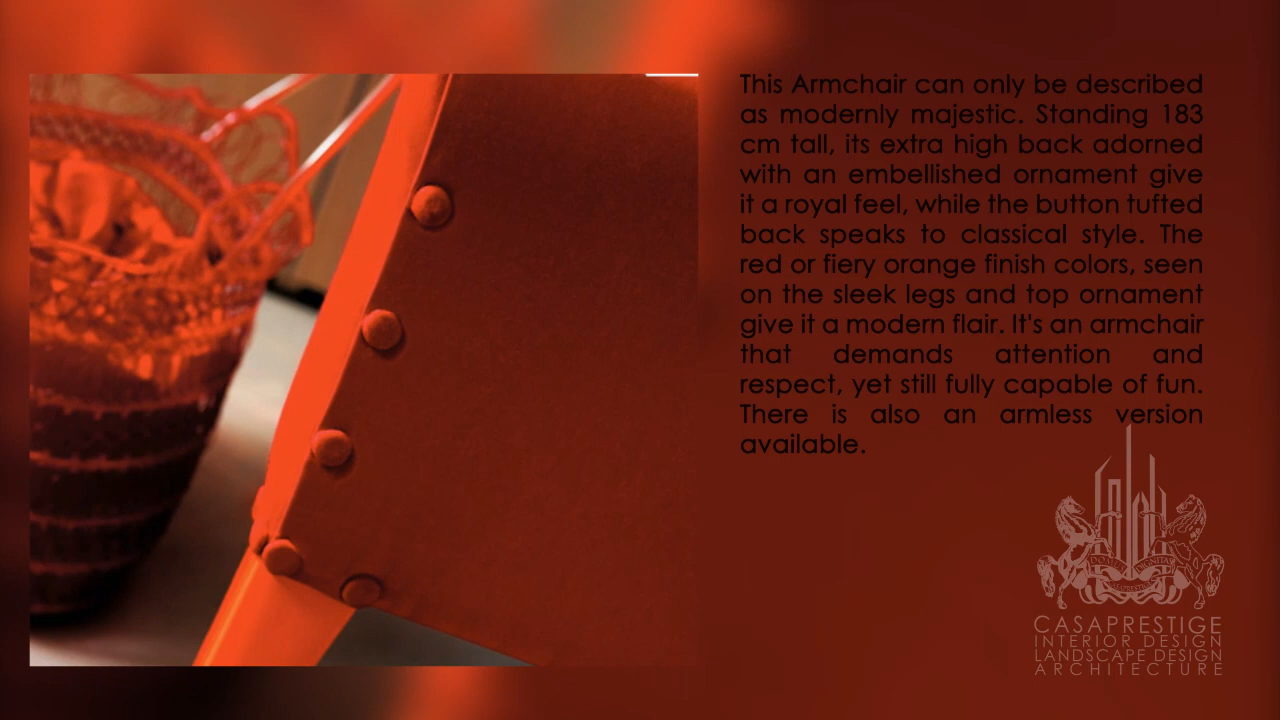 This Armchair can only be described
as modernly majestic. Standing 183
cm tall, its extra high back adorned
with an embellished ornament give
it a royal feel, while the button tufted
back speaks to classical style. The
red or fiery orange finish colors, seen
on the sleek legs and top ornament
give it a modern flair. It's an armchair
that demands attention and
respect, yet still fully capable of fun.
There is also an armless version
available.
CASAPRESTIGE
INTERIOR DESIGN
LANDSCAPE DESIGN
ARCHITECTURE